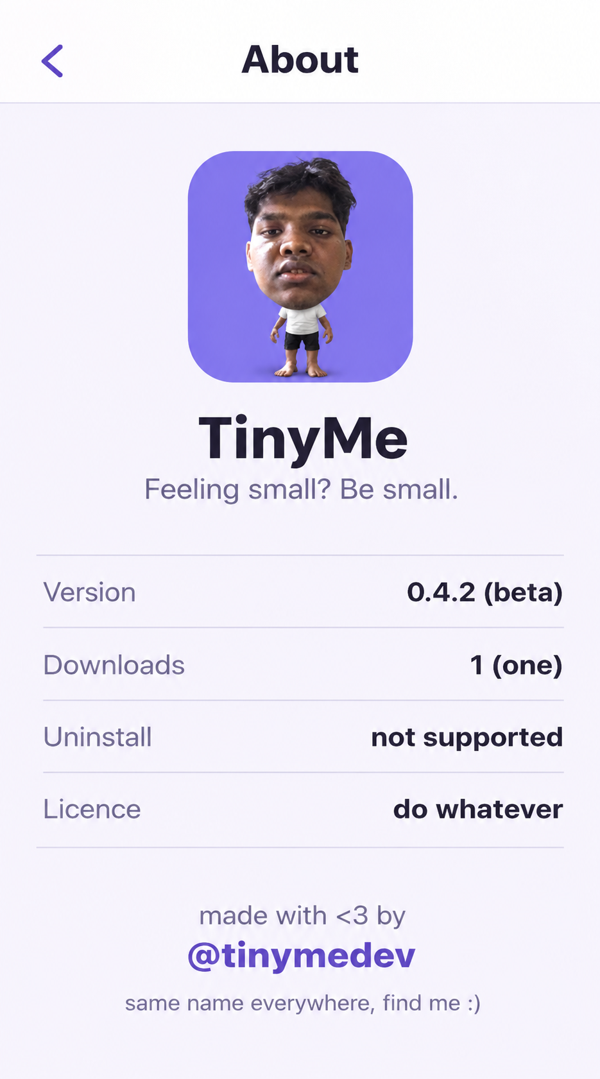 About
TinyMe
Feeling small? Be small.
Version 0.4.2 (beta)
Downloads 1 (one)
Uninstall not supported
Licence do whatever
made with <3 by
@tinymedev
same name everywhere, find me :)